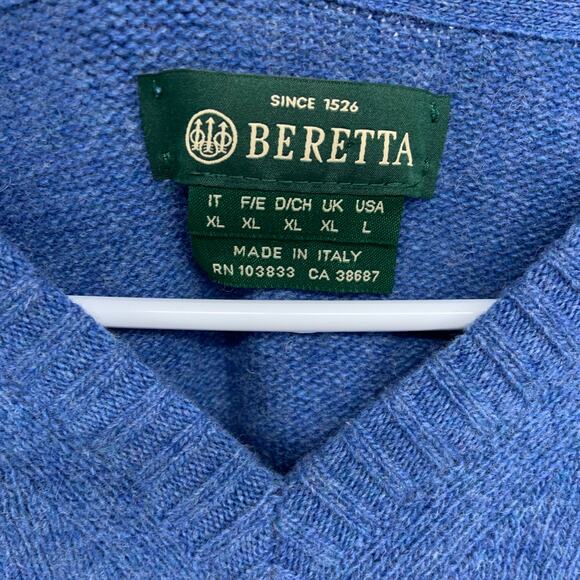 SINCE 1526
BERETTA
IT F/E D/CH UK USA
XL XL XL XL L
MADE IN ITALY
RN 103833 CA 38687